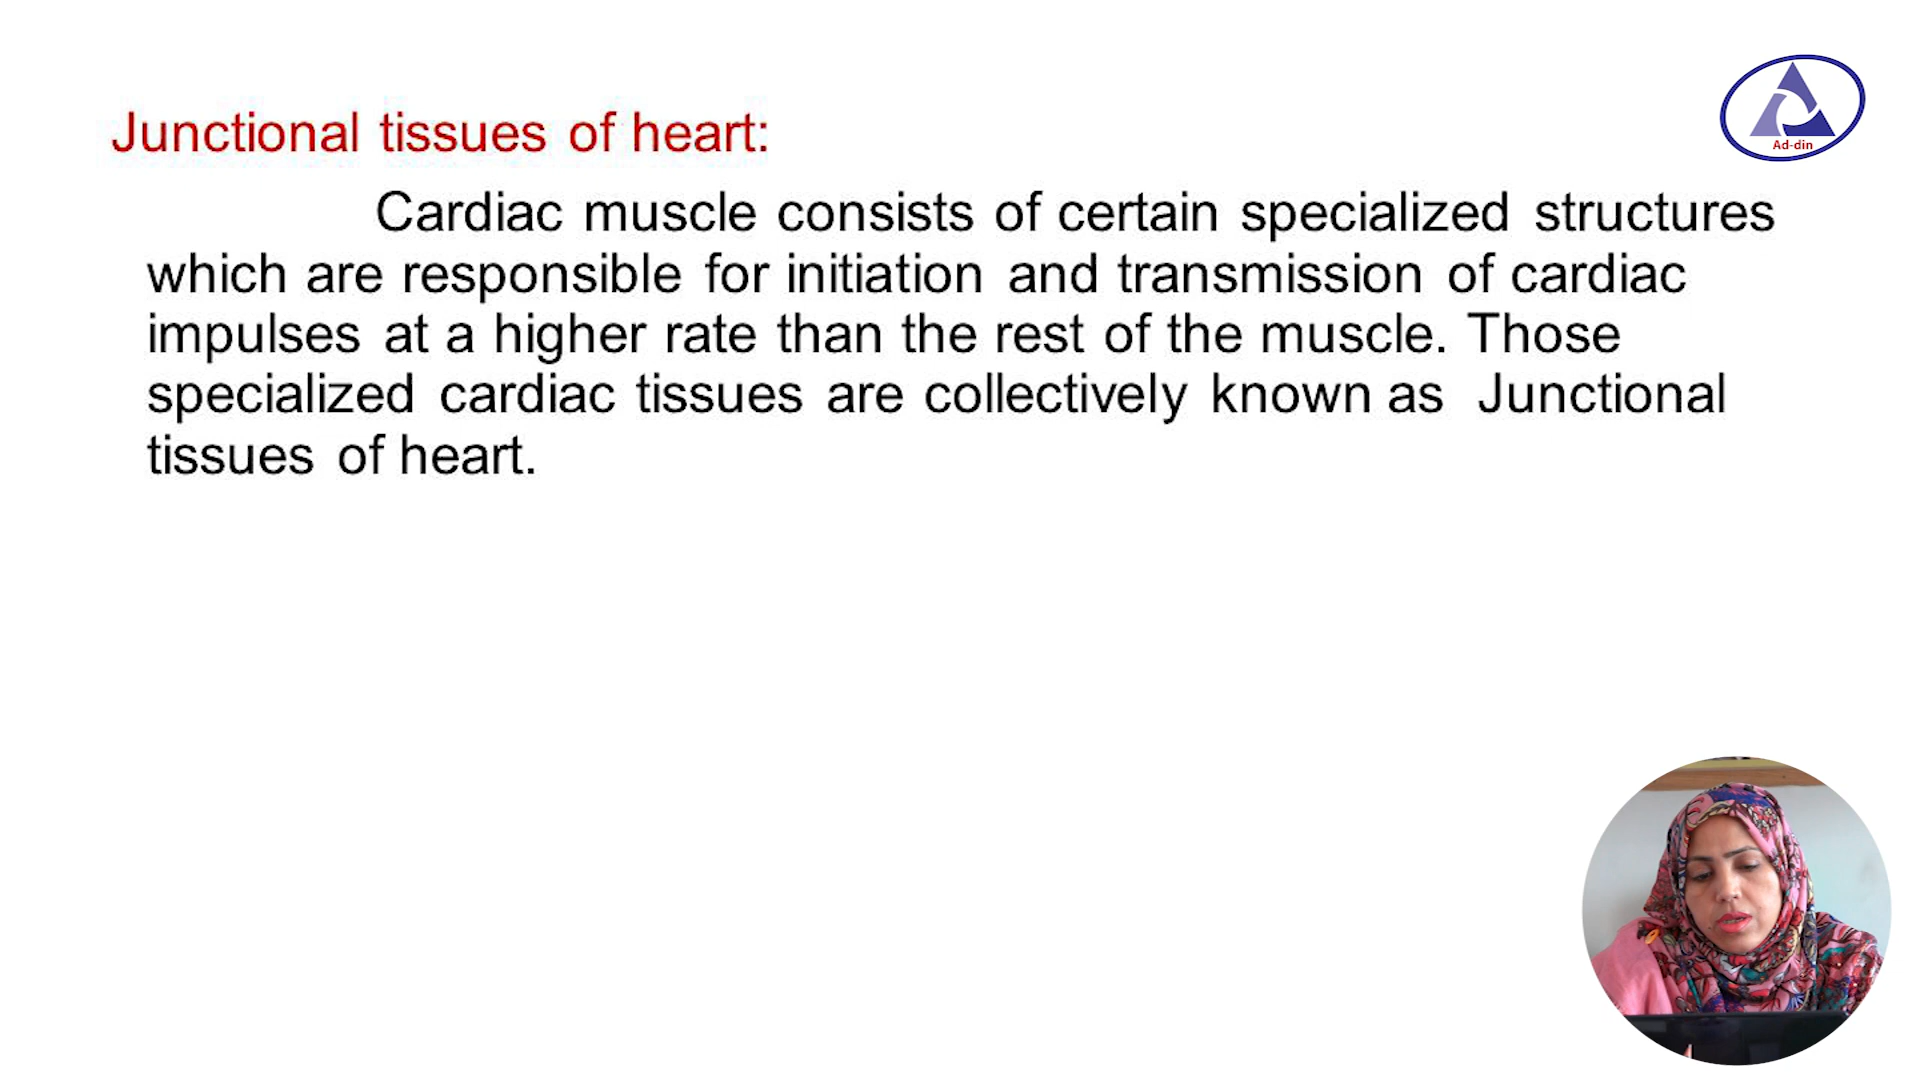 Ad-din
Junctional tissues of heart:
Cardiac muscle consists of certain specialized structures
which are responsible for initiation and transmission of cardiac
impulses at a higher rate than the rest of the muscle. Those
specialized cardiac tissues are collectively known as Junctional
tissues of heart.